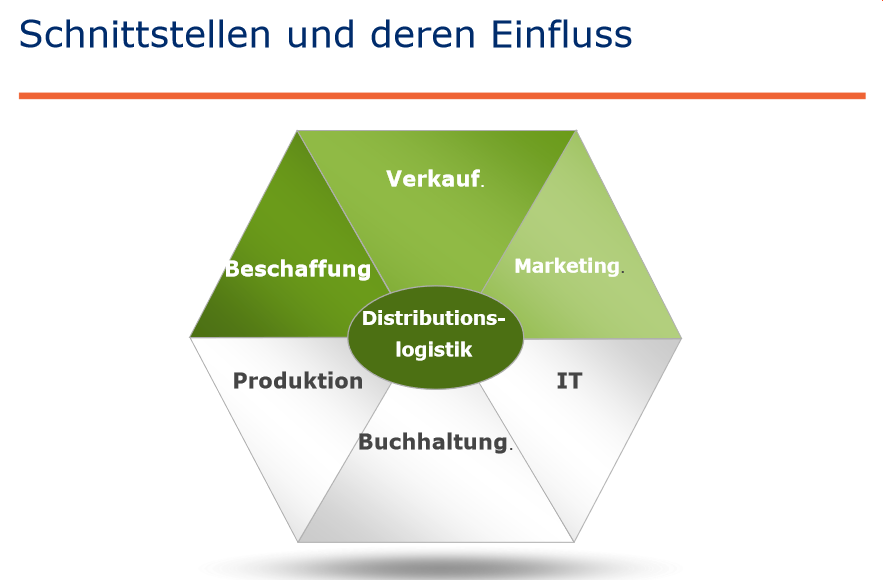 Schnittstellen und deren Einfluss
Verkauf.
Beschaffung
Marketing.
Distributions-
logistik
Produktion
IT
Buchhaltung.